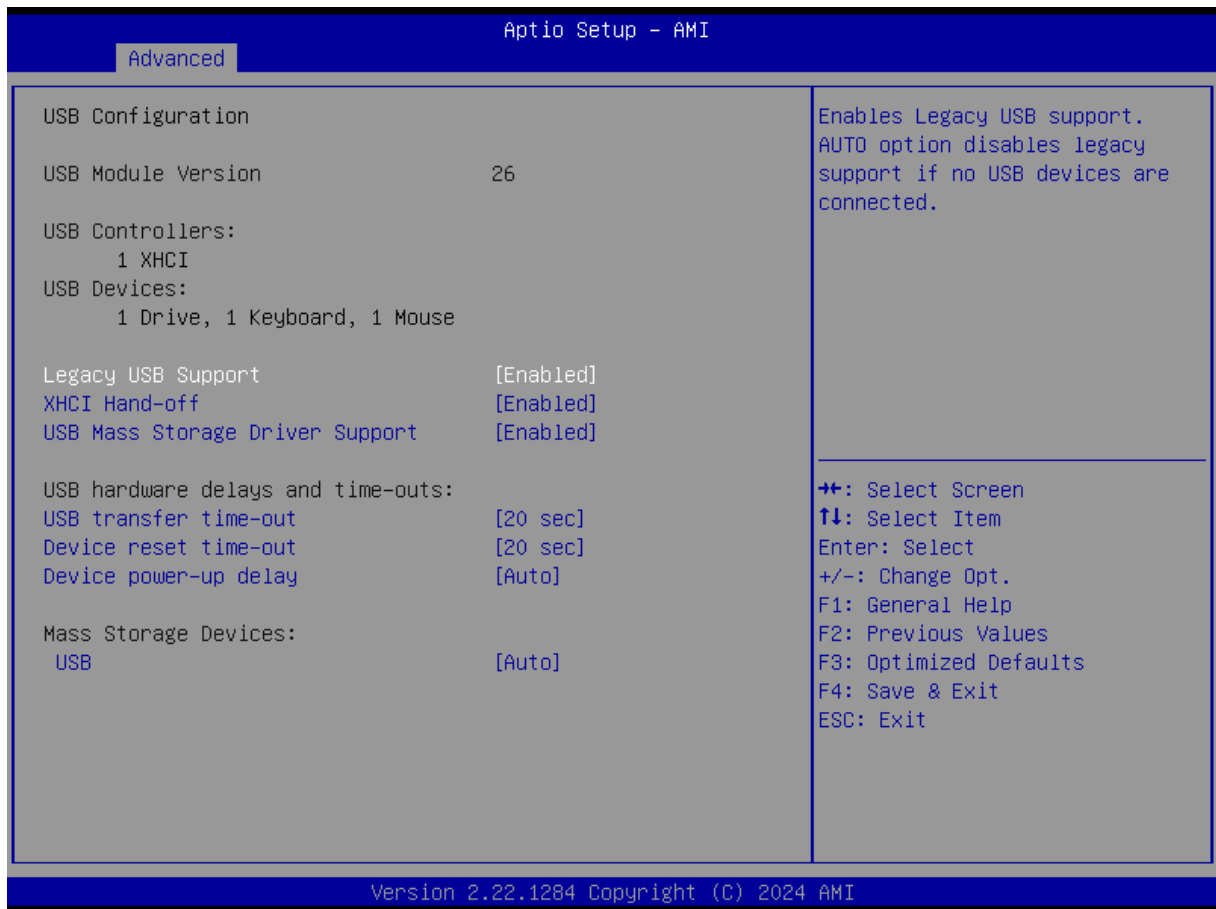 Aptio Setup – AMI
Advanced
USB Configuration
USB Module Version 26
USB Controllers:
1 XHCI
USB Devices:
1 Drive, 1 Keyboard, 1 Mouse
Legacy USB Support [Enabled]
XHCI Hand-off [Enabled]
USB Mass Storage Driver Support [Enabled]
USB hardware delays and time-outs:
USB transfer time-out [20 sec]
Device reset time-out [20 sec]
Device power-up delay [Auto]
Mass Storage Devices:
USB [Auto]
Enables Legacy USB support.
AUTO option disables legacy
support if no USB devices are
connected.
→←: Select Screen
↑↓: Select Item
Enter: Select
+/-: Change Opt.
F1: General Help
F2: Previous Values
F3: Optimized Defaults
F4: Save & Exit
ESC: Exit
Version 2.22.1284 Copyright (C) 2024 AMI